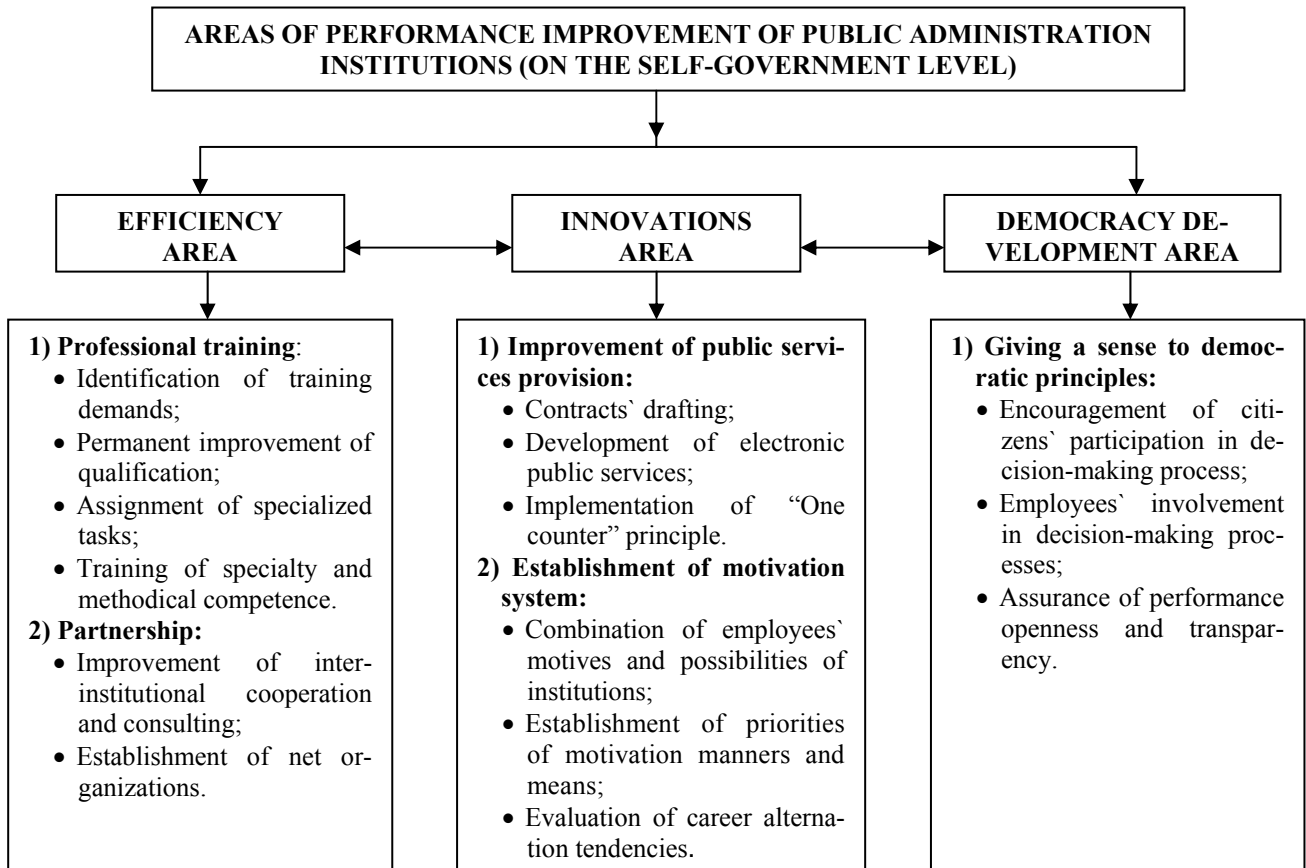 AREAS OF PERFORMANCE IMPROVEMENT OF PUBLIC ADMINISTRATION
INSTITUTIONS (ON THE SELF-GOVERNMENT LEVEL)
EFFICIENCY
AREA
INNOVATIONS
AREA
DEMOCRACY DE-
VELOPMENT AREA
1) Professional training:
• Identification of training
demands;
• Permanent improvement of
qualification;
• Assignment of specialized
tasks;
• Training of specialty and
methodical competence.
2) Partnership:
• Improvement of inter-
institutional cooperation
and consulting;
• Establishment of net or-
ganizations.
1) Improvement of public servi-
ces provision:
• Contracts` drafting;
• Development of electronic
public services;
• Implementation of “One
counter” principle.
2) Establishment of motivation
system:
• Combination of employees`
motives and possibilities of
institutions;
• Establishment of priorities
of motivation manners and
means;
• Evaluation of career alterna-
tion tendencies.
1) Giving a sense to democ-
ratic principles:
• Encouragement of citi-
zens` participation in de-
cision-making process;
• Employees` involvement
in decision-making proc-
esses;
• Assurance of performance
openness and transpar-
ency.